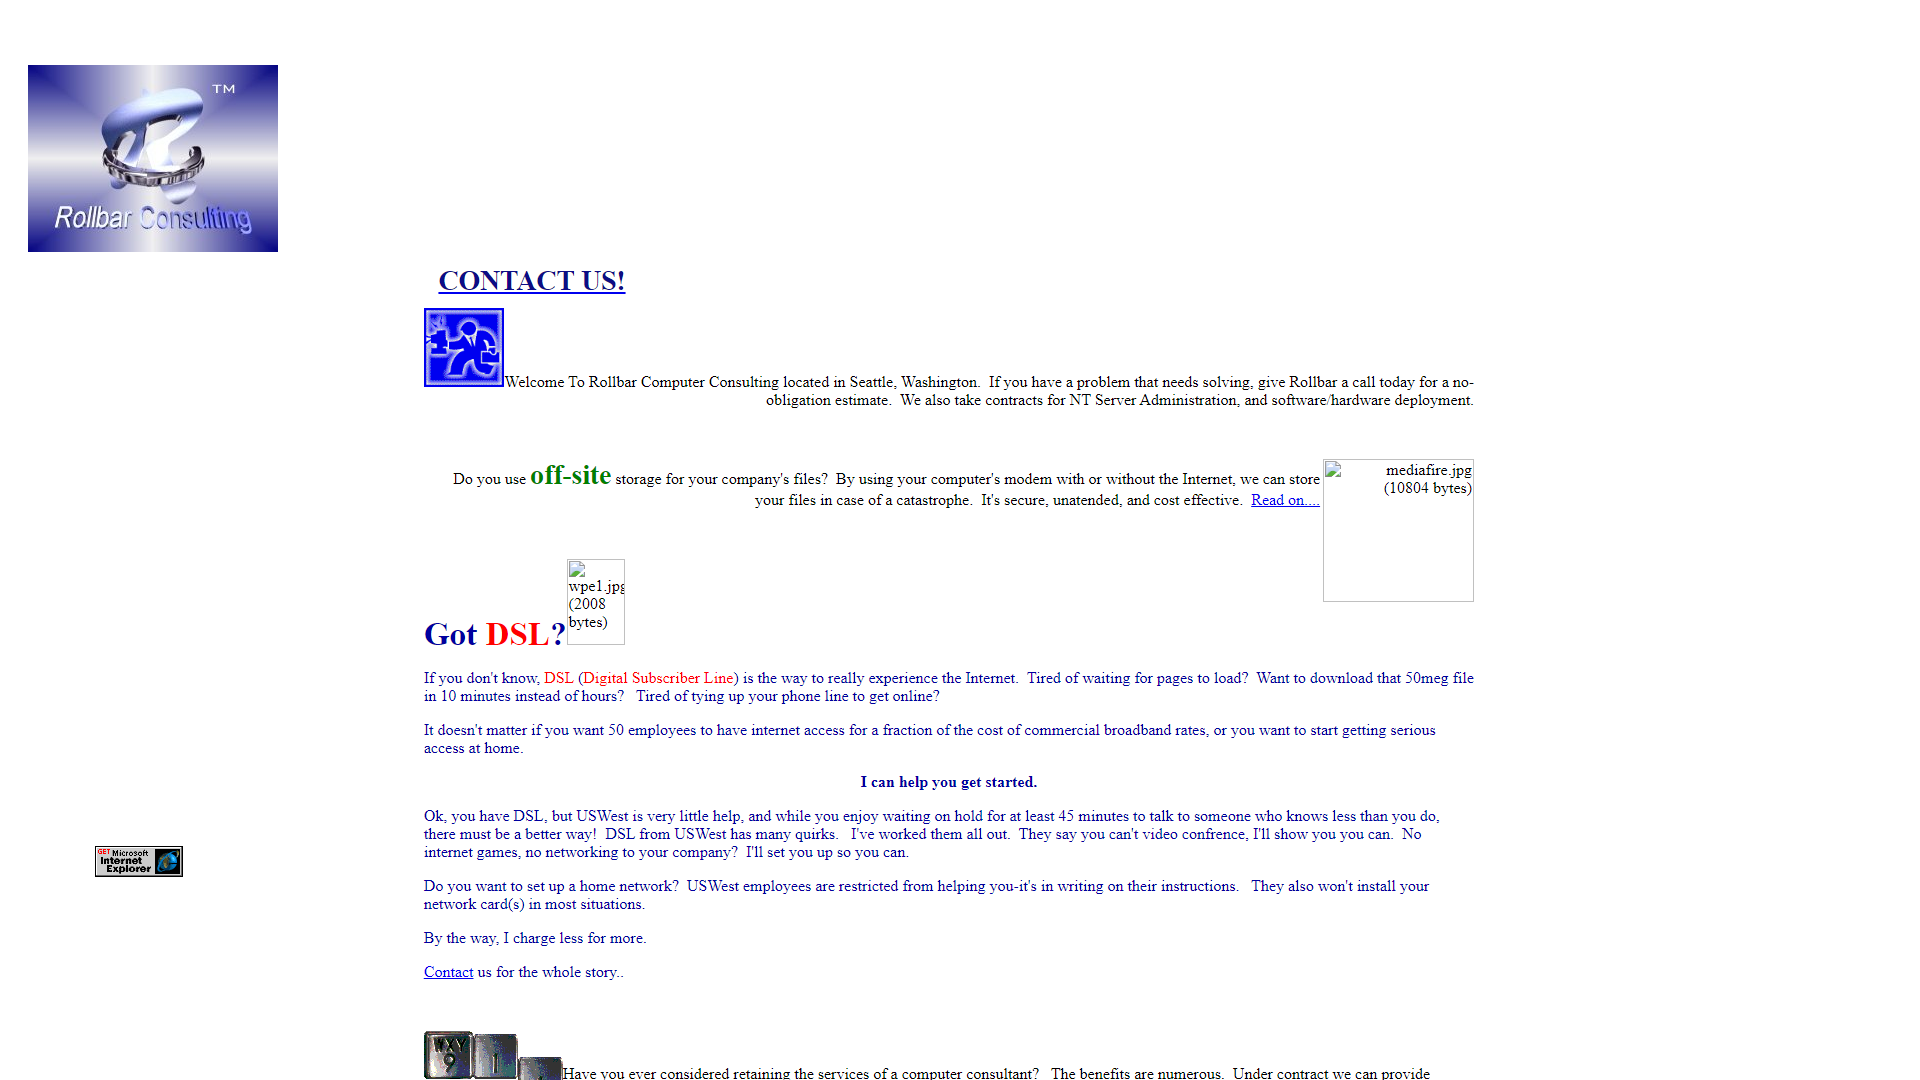 TM
Rollbar Consulting
CONTACT US!
Welcome To Rollbar Computer Consulting located in Seattle, Washington.  If you have a problem that needs solving, give Rollbar a call today for a no-
obligation estimate.  We also take contracts for NT Server Administration, and software/hardware deployment.
Do you use off-site storage for your company's files?  By using your computer's modem with or without the Internet, we can store
your files in case of a catastrophe.  It's secure, unatended, and cost effective.  Read on....
mediafire.jpg
(10804 bytes)
wpe1.jpg
(2008
bytes)
Got DSL?
If you don't know, DSL (Digital Subscriber Line) is the way to really experience the Internet.  Tired of waiting for pages to load?  Want to download that 50meg file
in 10 minutes instead of hours?   Tired of tying up your phone line to get online?
It doesn't matter if you want 50 employees to have internet access for a fraction of the cost of commercial broadband rates, or you want to start getting serious
access at home.
I can help you get started.
Ok, you have DSL, but USWest is very little help, and while you enjoy waiting on hold for at least 45 minutes to talk to someone who knows less than you do,
there must be a better way!  DSL from USWest has many quirks.   I've worked them all out.  They say you can't video confrence, I'll show you you can.  No
internet games, no networking to your company?  I'll set you up so you can.
GET Microsoft
Internet
Explorer
Do you want to set up a home network?  USWest employees are restricted from helping you-it's in writing on their instructions.   They also won't install your
network card(s) in most situations.
By the way, I charge less for more.
Contact us for the whole story..
WXY
9 1
Have you ever considered retaining the services of a computer consultant?   The benefits are numerous.  Under contract we can provide